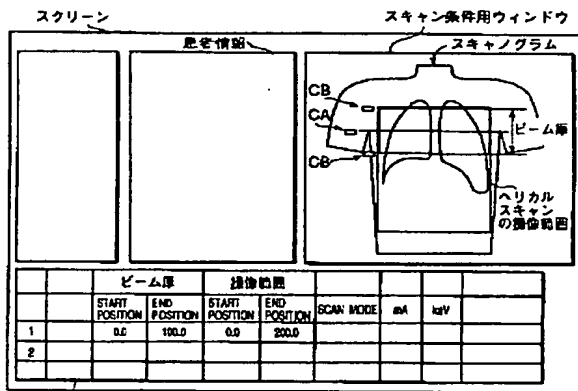 スクリーン
スキャン条件用ウィンドウ
患者情報
スキャノグラム
CB
CA
CB
ビーム厚
ヘリカル
スキャン
の撮像範囲
ビーム厚 撮像範囲
START POSITION END POSITION START POSITION END POSITION SCAN MODE mA keV
1 0.0 100.0 0.0 200.0
2